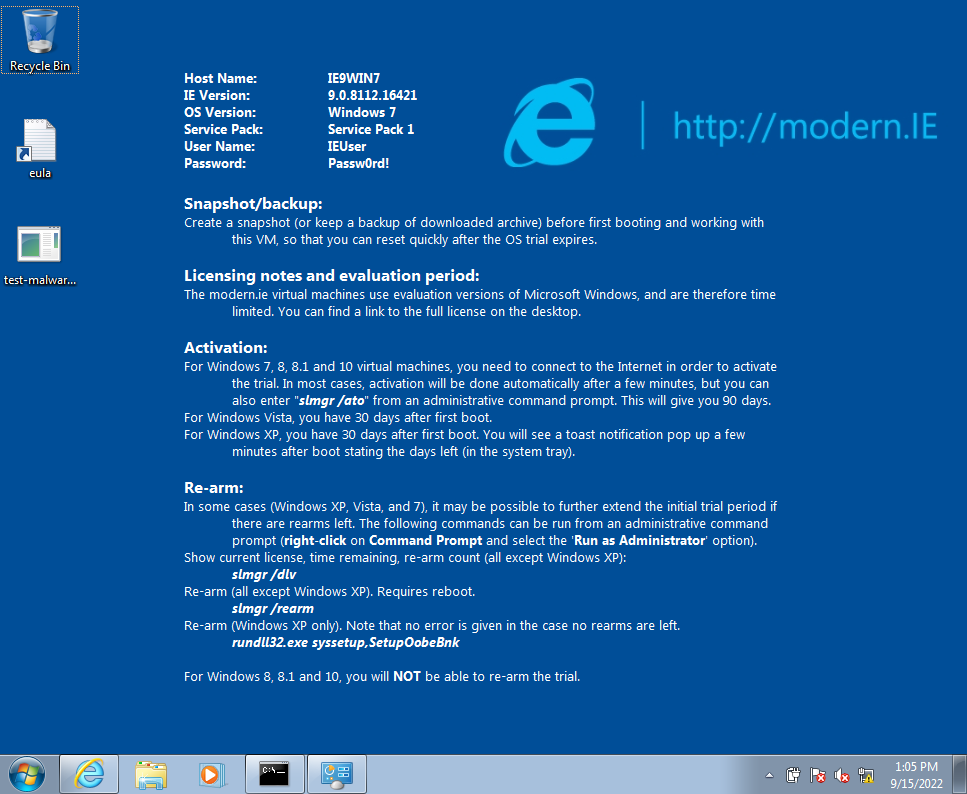 Recycle Bin
eula
test-malwar...
Host Name: IE9WIN7
IE Version: 9.0.8112.16421
OS Version: Windows 7
Service Pack: Service Pack 1
User Name: IEUser
Password: Passw0rd!
http://modern.IE
Snapshot/backup:
Create a snapshot (or keep a backup of downloaded archive) before first booting and working with
this VM, so that you can reset quickly after the OS trial expires.
Licensing notes and evaluation period:
The modern.ie virtual machines use evaluation versions of Microsoft Windows, and are therefore time
limited. You can find a link to the full license on the desktop.
Activation:
For Windows 7, 8, 8.1 and 10 virtual machines, you need to connect to the Internet in order to activate
the trial. In most cases, activation will be done automatically after a few minutes, but you can
also enter "slmgr /ato" from an administrative command prompt. This will give you 90 days.
For Windows Vista, you have 30 days after first boot.
For Windows XP, you have 30 days after first boot. You will see a toast notification pop up a few
minutes after boot stating the days left (in the system tray).
Re-arm:
In some cases (Windows XP, Vista, and 7), it may be possible to further extend the initial trial period if
there are rearms left. The following commands can be run from an administrative command
prompt (right-click on Command Prompt and select the 'Run as Administrator' option).
Show current license, time remaining, re-arm count (all except Windows XP):
slmgr /dlv
Re-arm (all except Windows XP). Requires reboot.
slmgr /rearm
Re-arm (Windows XP only). Note that no error is given in the case no rearms are left.
rundll32.exe syssetup,SetupOobeBnk
For Windows 8, 8.1 and 10, you will NOT be able to re-arm the trial.
C:\_
1:05 PM
9/15/2022